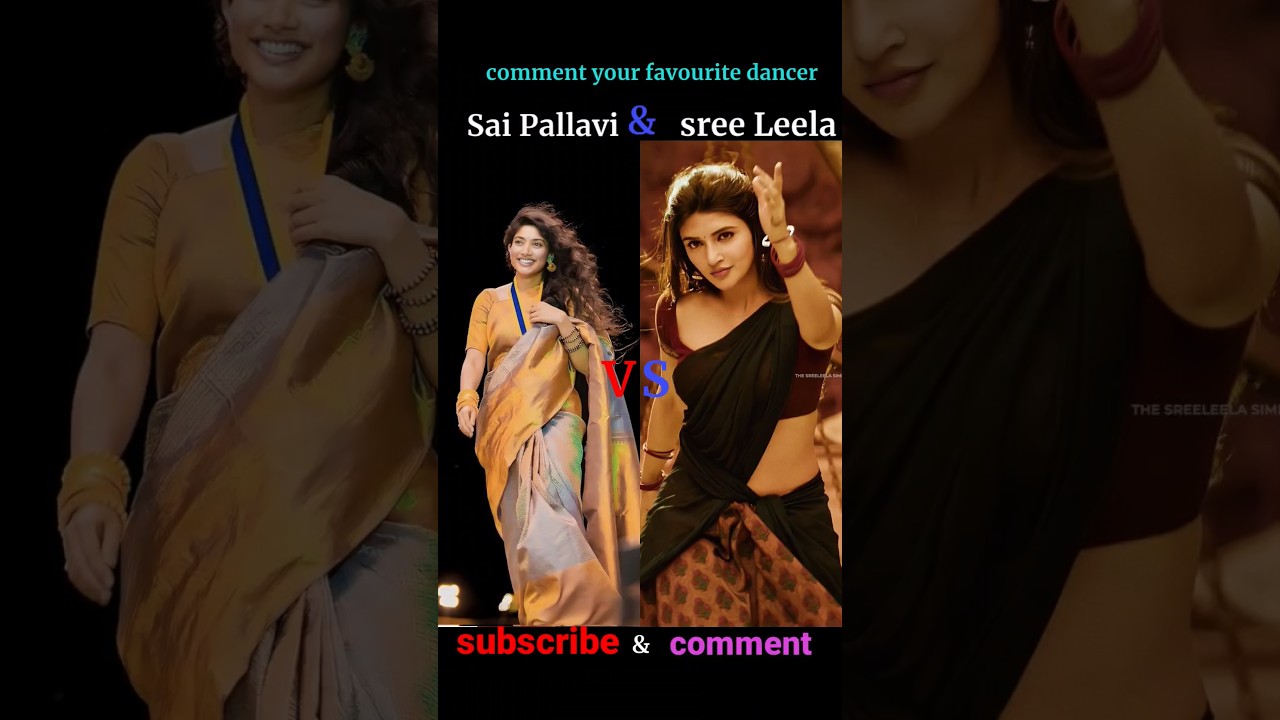 comment your favourite dancer
Sai Pallavi & sree Leela
VS
THE SREELEELA SIM
THE SREELEELA SIM
subscribe & comment